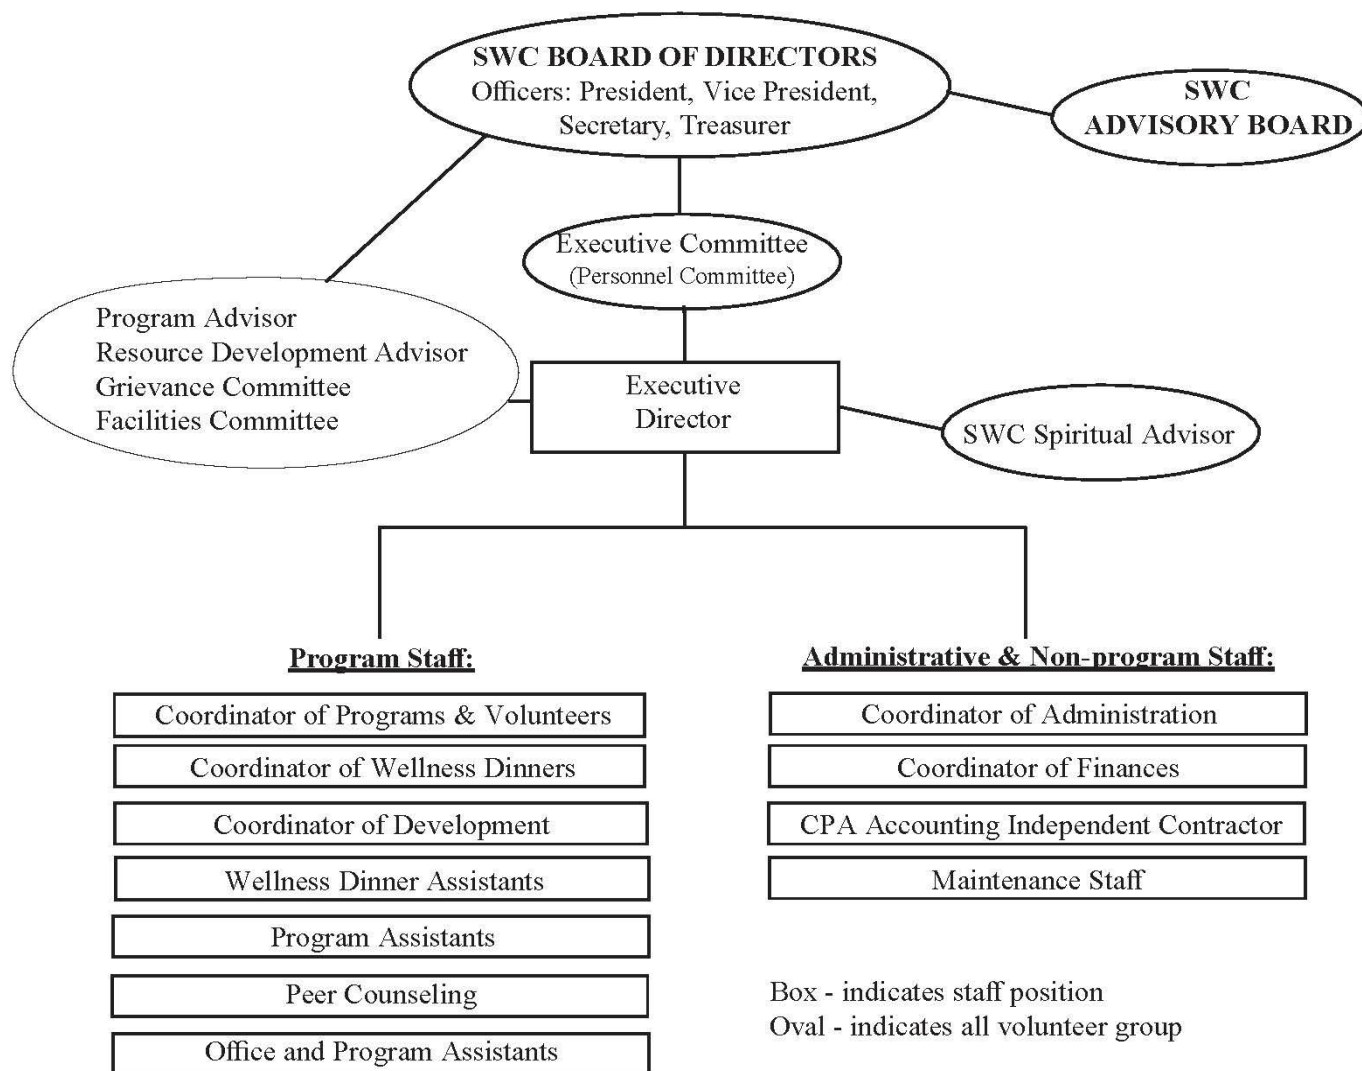 SWC BOARD OF DIRECTORS
Officers: President, Vice President,
Secretary, Treasurer
SWC
ADVISORY BOARD
Executive Committee
(Personnel Committee)
Program Advisor
Resource Development Advisor
Grievance Committee
Facilities Committee
Executive
Director
SWC Spiritual Advisor
Program Staff:
Coordinator of Programs & Volunteers
Coordinator of Wellness Dinners
Coordinator of Development
Wellness Dinner Assistants
Program Assistants
Peer Counseling
Office and Program Assistants
Administrative & Non-program Staff:
Coordinator of Administration
Coordinator of Finances
CPA Accounting Independent Contractor
Maintenance Staff
Box - indicates staff position
Oval - indicates all volunteer group